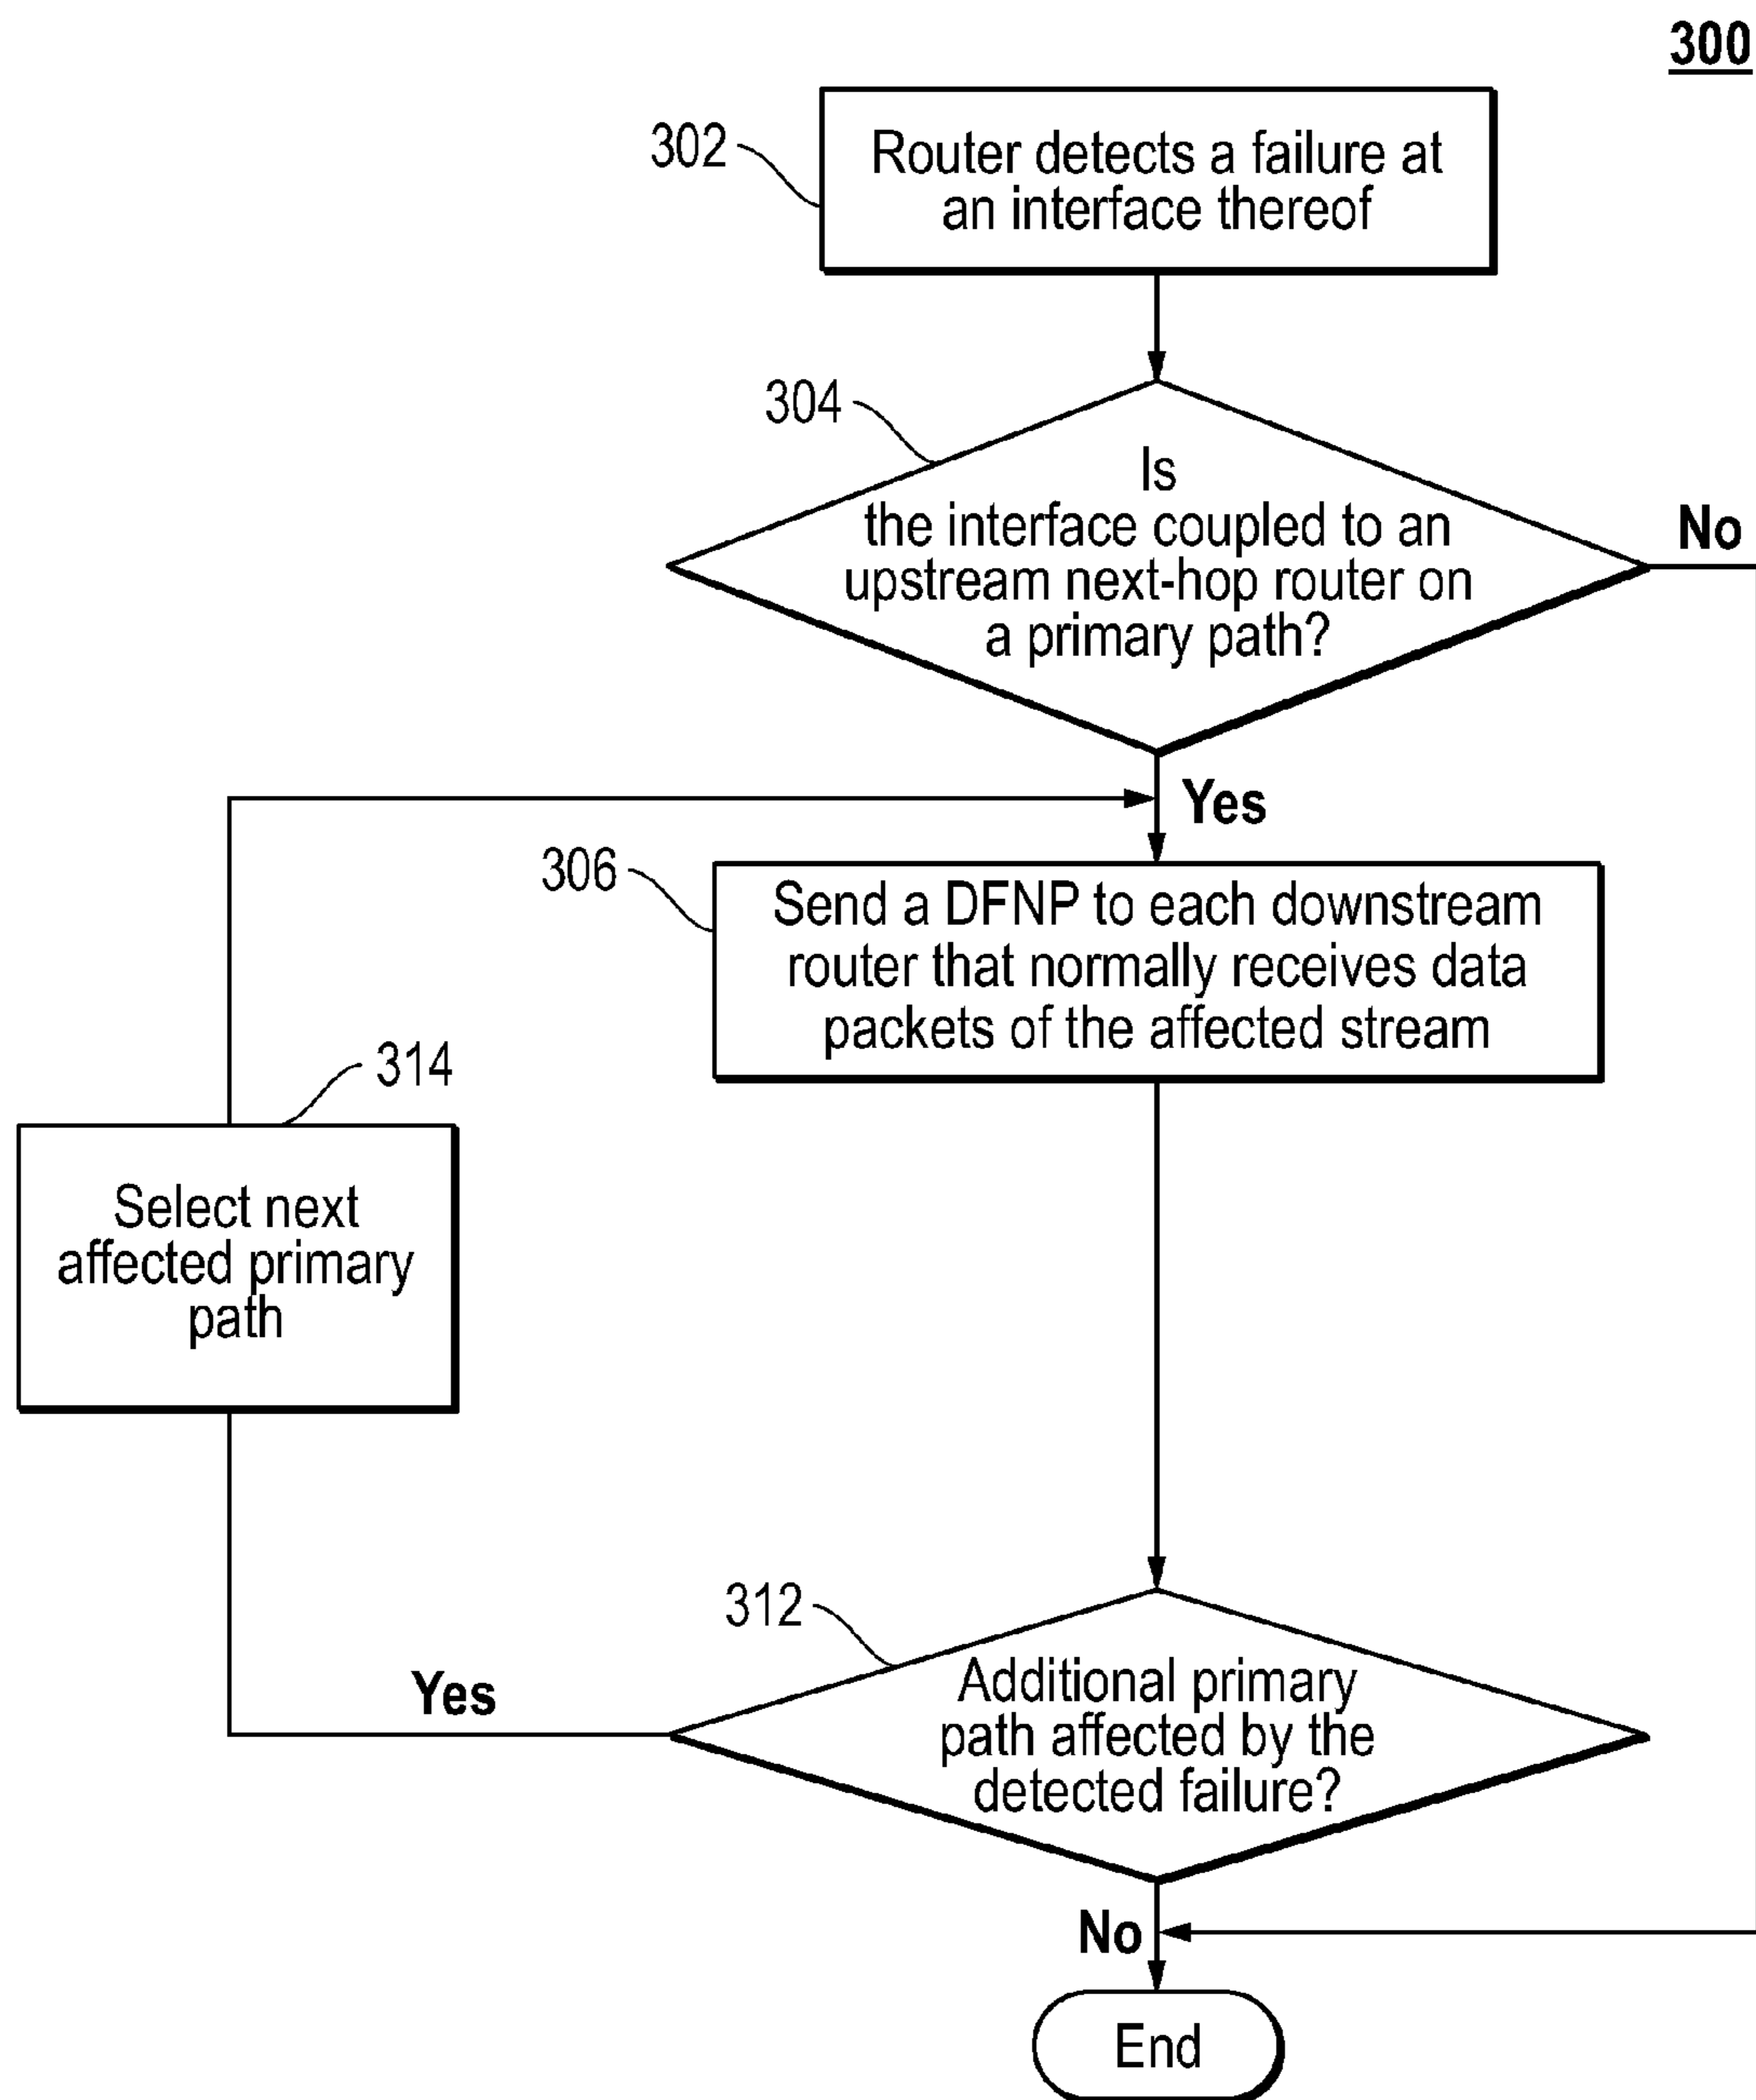 300
302
Router detects a failure at
an interface thereof
304
Is
the interface coupled to an
upstream next-hop router on
a primary path?
No
Yes
306
Send a DFNP to each downstream
router that normally receives data
packets of the affected stream
314
Select next
affected primary
path
312
Additional primary
path affected by the
detected failure?
Yes
No
End